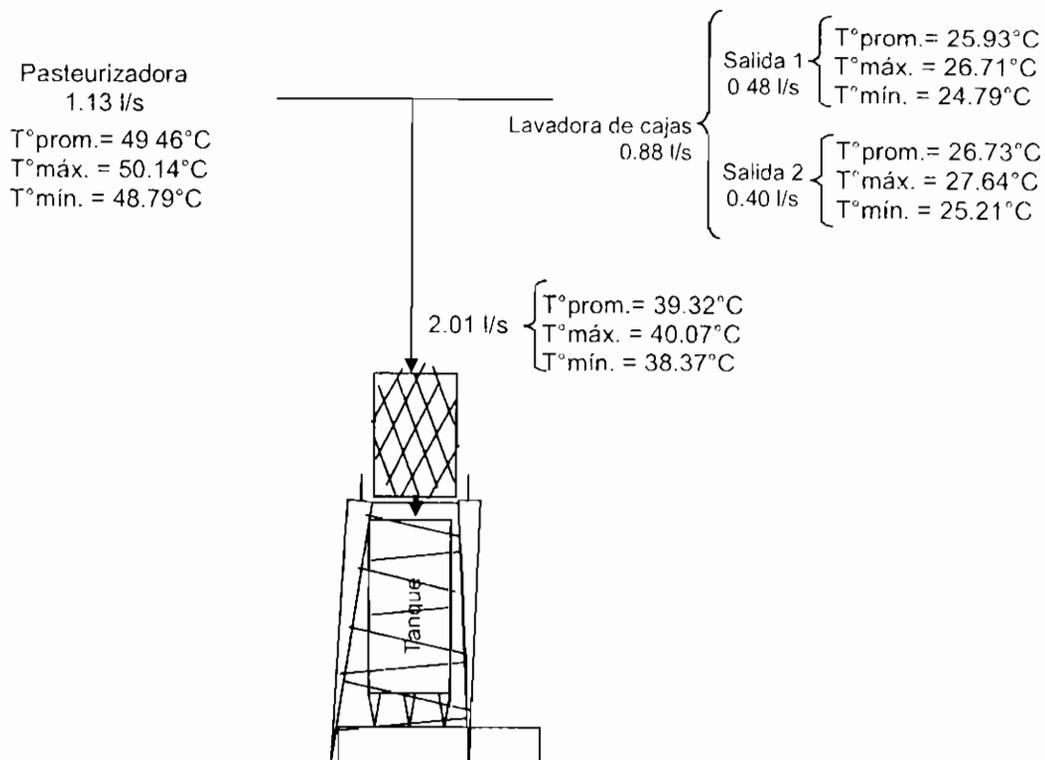 Pasteurizadora
1.13 l/s
T°prom.= 49 46°C
T°máx. = 50.14°C
T°mín. = 48.79°C
Lavadora de cajas
0.88 l/s
Salida 1
0 48 l/s
T°prom.= 25.93°C
T°máx. = 26.71°C
T°mín. = 24.79°C
Salida 2
0.40 l/s
T°prom.= 26.73°C
T°máx. = 27.64°C
T°mín. = 25.21°C
2.01 l/s
T°prom.= 39.32°C
T°máx. = 40.07°C
T°mín. = 38.37°C
Tanque